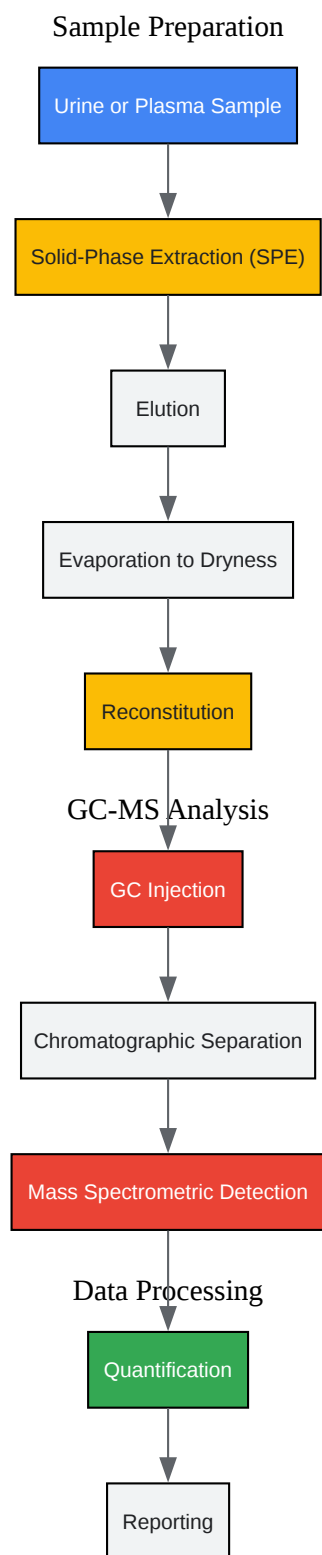 Sample Preparation
Urine or Plasma Sample
Solid-Phase Extraction (SPE)
Elution
Evaporation to Dryness
Reconstitution
GC-MS Analysis
GC Injection
Chromatographic Separation
Mass Spectrometric Detection
Data Processing
Quantification
Reporting